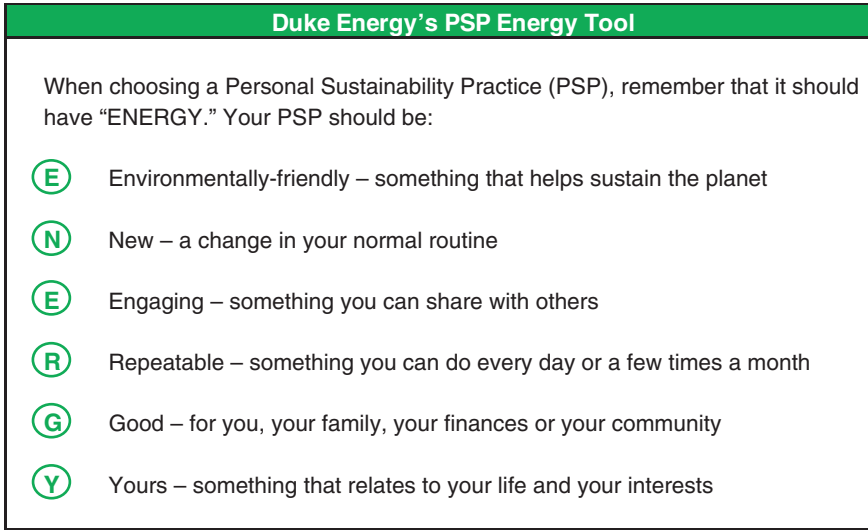 Duke Energy’s PSP Energy Tool
When choosing a Personal Sustainability Practice (PSP), remember that it should
have “ENERGY.” Your PSP should be:
E Environmentally-friendly – something that helps sustain the planet
N New – a change in your normal routine
E Engaging – something you can share with others
R Repeatable – something you can do every day or a few times a month
G Good – for you, your family, your finances or your community
Y Yours – something that relates to your life and your interests